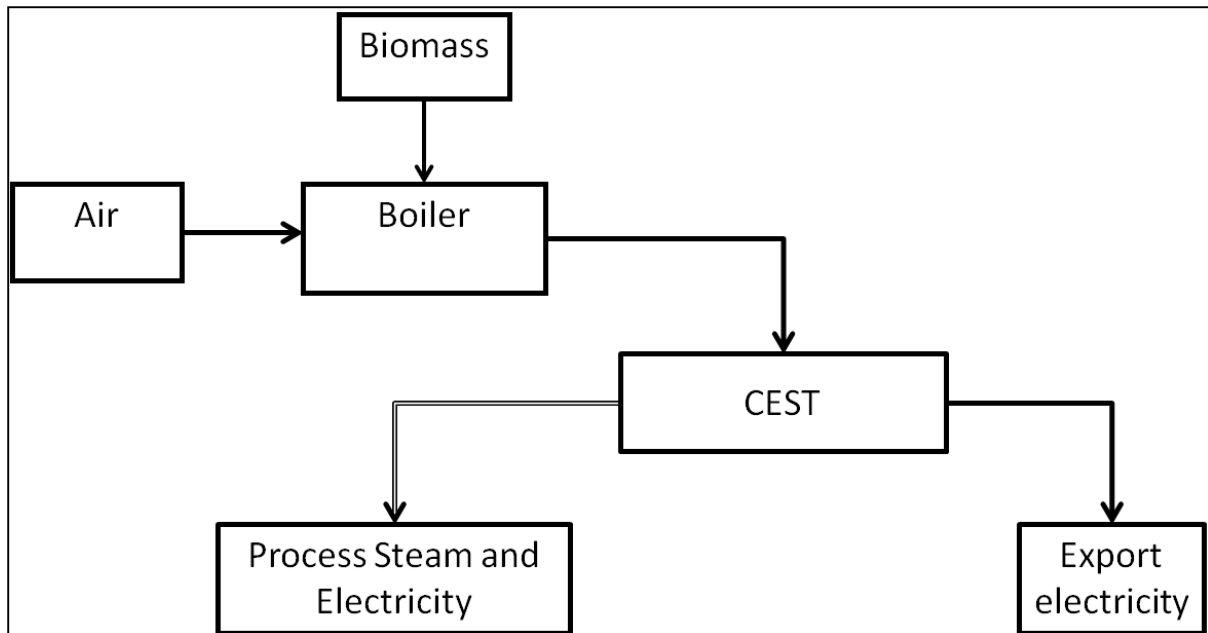 Biomass
Air
Boiler
CEST
Process Steam and
Electricity
Export
electricity